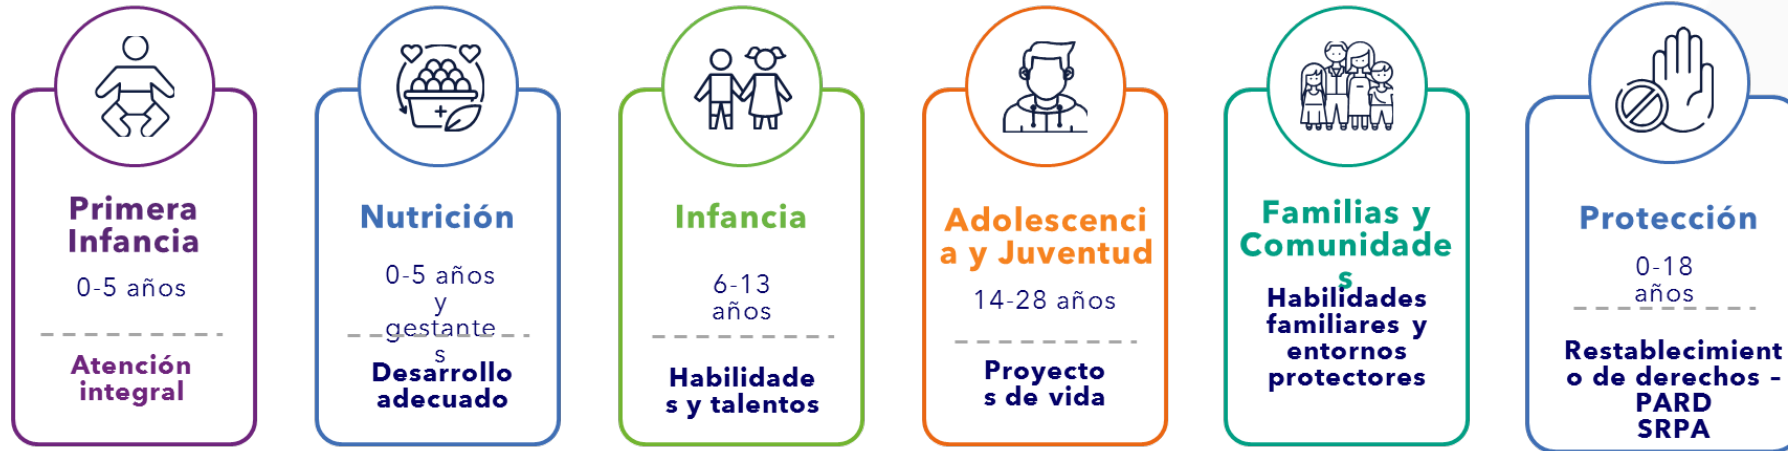 Primera
Infancia
0-5 años
Atención
integral
Nutrición
0-5 años
y
gestante
s
Desarrollo
adecuado
Infancia
6-13
años
Habilidade
s y talentos
Adolescenci
a y Juventud
14-28 años
Proyecto
s de vida
Familias y
Comunidade
s
Habilidades
familiares y
entornos
protectores
Protección
0-18
años
Restablecimient
o de derechos –
PARD
SRPA